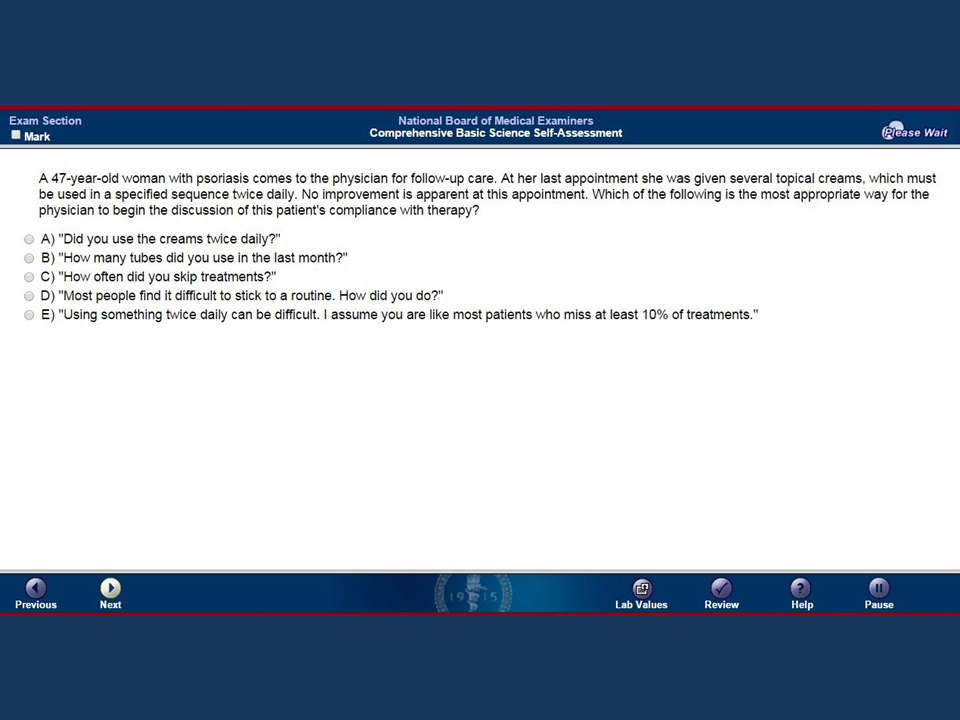 Exam Section
National Board of Medical Examiners
Mark
Comprehensive Basic Science Self-Assessment
Please Wait
A 47-year-old woman with psoriasis comes to the physician for follow-up care. At her last appointment she was given several topical creams, which must
be used in a specified sequence twice daily. No improvement is apparent at this appointment. Which of the following is the most appropriate way for the
physician to begin the discussion of this patient's compliance with therapy?
A) "Did you use the creams twice daily?"
B) "How many tubes did you use in the last month?"
C) "How often did you skip treatments?"
D) "Most people find it difficult to stick to a routine. How did you do?"
E) "Using something twice daily can be difficult. I assume you are like most patients who miss at least 10% of treatments."
1915
Previous
Next
Lab Values
Review
Help
Pause